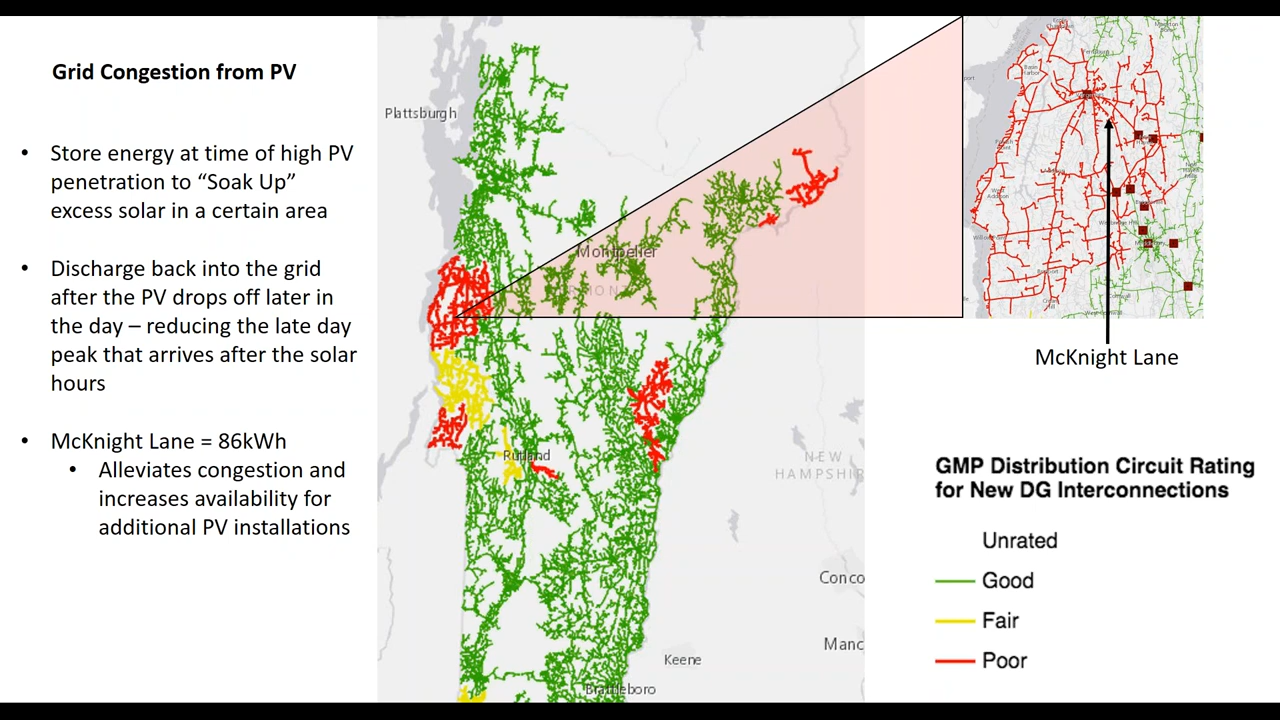 Grid Congestion from PV
• Store energy at time of high PV
penetration to “Soak Up”
excess solar in a certain area
• Discharge back into the grid
after the PV drops off later in
the day – reducing the late day
peak that arrives after the solar
hours
• McKnight Lane = 86kWh
• Alleviates congestion and
increases availability for
additional PV installations
Plattsburgh
Montpelier
Rutland
NEW
HAMPSHIR
Conco
Manc
Keene
Brattleboro
McKnight Lane
GMP Distribution Circuit Rating
for New DG Interconnections
Unrated
Good
Fair
Poor